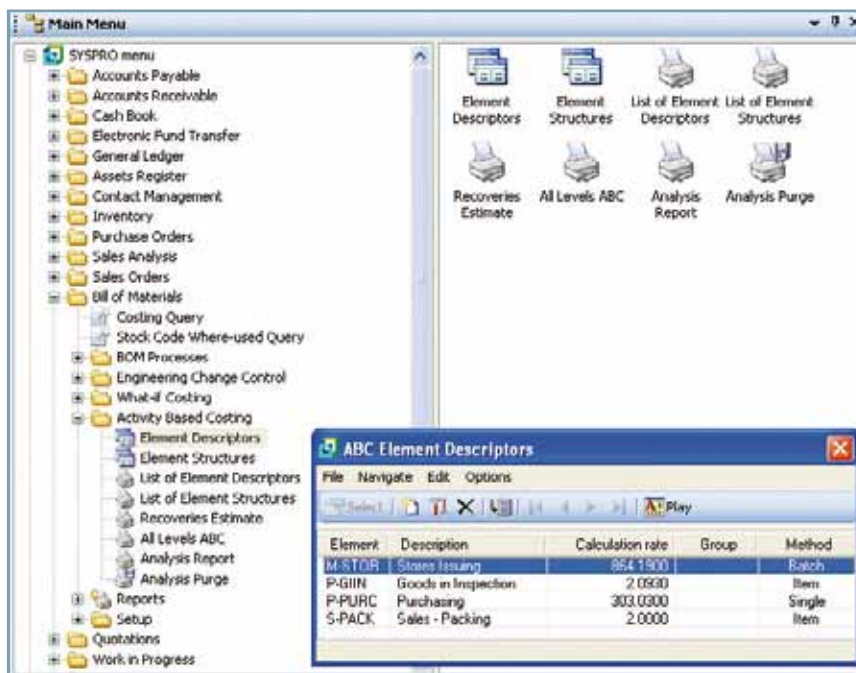 Main Menu
SYSPRO menu
Accounts Payable
Accounts Receivable
Cash Book
Electronic Fund Transfer
General Ledger
Assets Register
Contact Management
Inventory
Purchase Orders
Sales Analysis
Sales Orders
Bill of Materials
Costing Query
Stock Code Where-used Query
BOM Processes
Engineering Change Control
What-if Costing
Activity Based Costing
Element Descriptors
Element Structures
List of Element Descriptors
List of Element Structures
Recoveries Estimate
All Levels ABC
Analysis Report
Analysis Purge
Reports
Setup
Quotations
Work in Progress
Element Element List of Element List of Element
Descriptors Structures Descriptors Structures
Recoveries All Levels ABC Analysis Analysis Purge
Estimate Report
ABC Element Descriptors
File Navigate Edit Options
Select Play
Element Description Calculation rate Group Method
M-STOR Stores Issuing 864.1900 Batch
P-GIIN Goods in Inspection 2.0930 Item
P-PURC Purchasing 303.0300 Single
S-PACK Sales - Packing 2.0000 Item